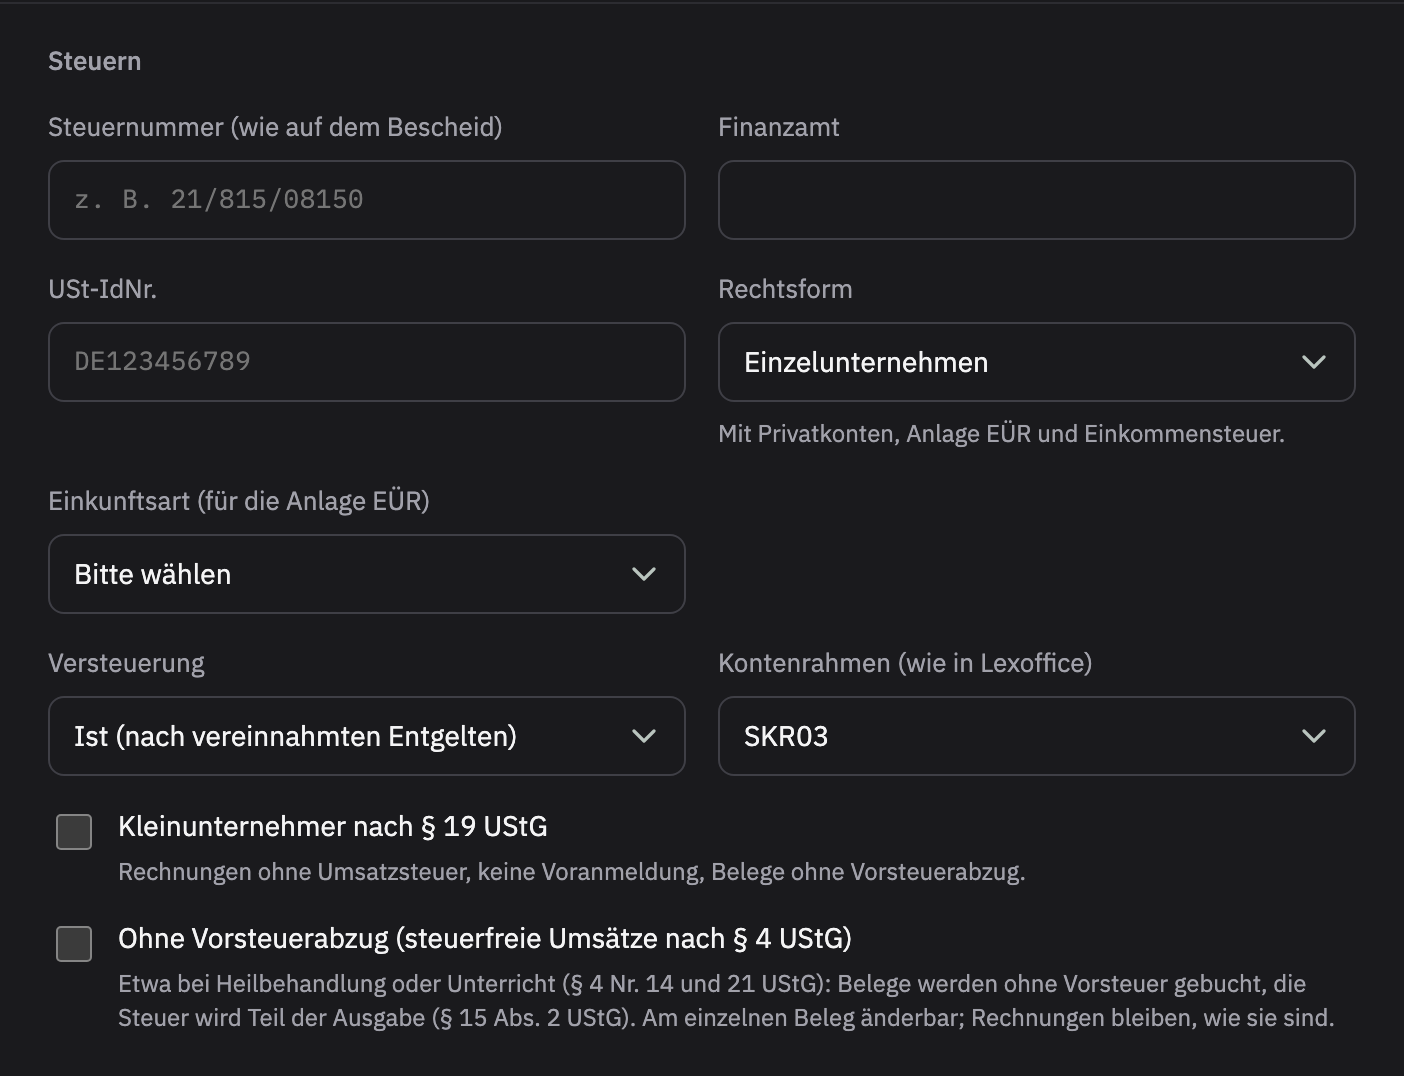 Steuern
Steuernummer (wie auf dem Bescheid)
Finanzamt
z. B. 21/815/08150
USt-IdNr.
Rechtsform
DE123456789
Einzelunternehmen
Mit Privatkonten, Anlage EÜR und Einkommensteuer.
Einkunftsart (für die Anlage EÜR)
Bitte wählen
Versteuerung
Kontenrahmen (wie in Lexoffice)
Ist (nach vereinnahmten Entgelten)
SKR03
Kleinunternehmer nach § 19 UStG
Rechnungen ohne Umsatzsteuer, keine Voranmeldung, Belege ohne Vorsteuerabzug.
Ohne Vorsteuerabzug (steuerfreie Umsätze nach § 4 UStG)
Etwa bei Heilbehandlung oder Unterricht (§ 4 Nr. 14 und 21 UStG): Belege werden ohne Vorsteuer gebucht, die
Steuer wird Teil der Ausgabe (§ 15 Abs. 2 UStG). Am einzelnen Beleg änderbar; Rechnungen bleiben, wie sie sind.